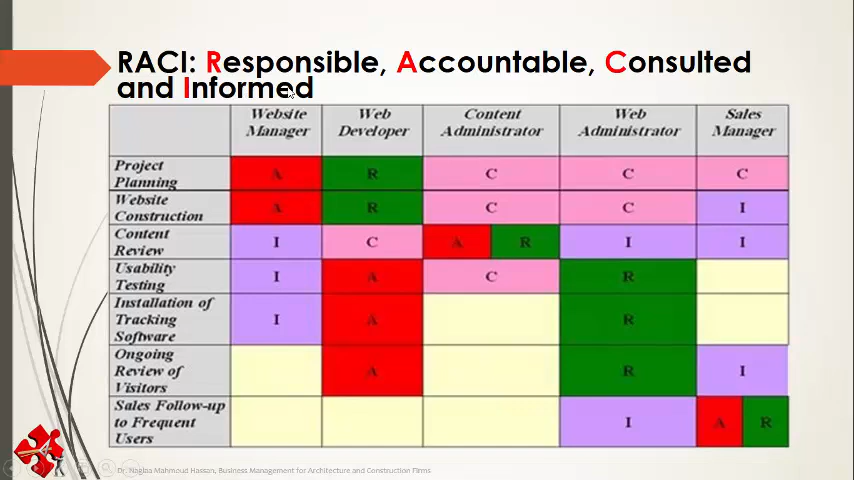 RACI: Responsible, Accountable, Consulted
and Informed
Website Manager Web Developer Content Administrator Web Administrator Sales Manager
Project Planning A R C C C
Website Construction A R C C I
Content Review I C A R I I
Usability Testing I A C R
Installation of Tracking Software I A R
Ongoing Review of Visitors A R I
Sales Follow-up to Frequent Users I A R
Dr. Naglaa Mahmoud Hassan, Business Management for Architecture and Construction Firms